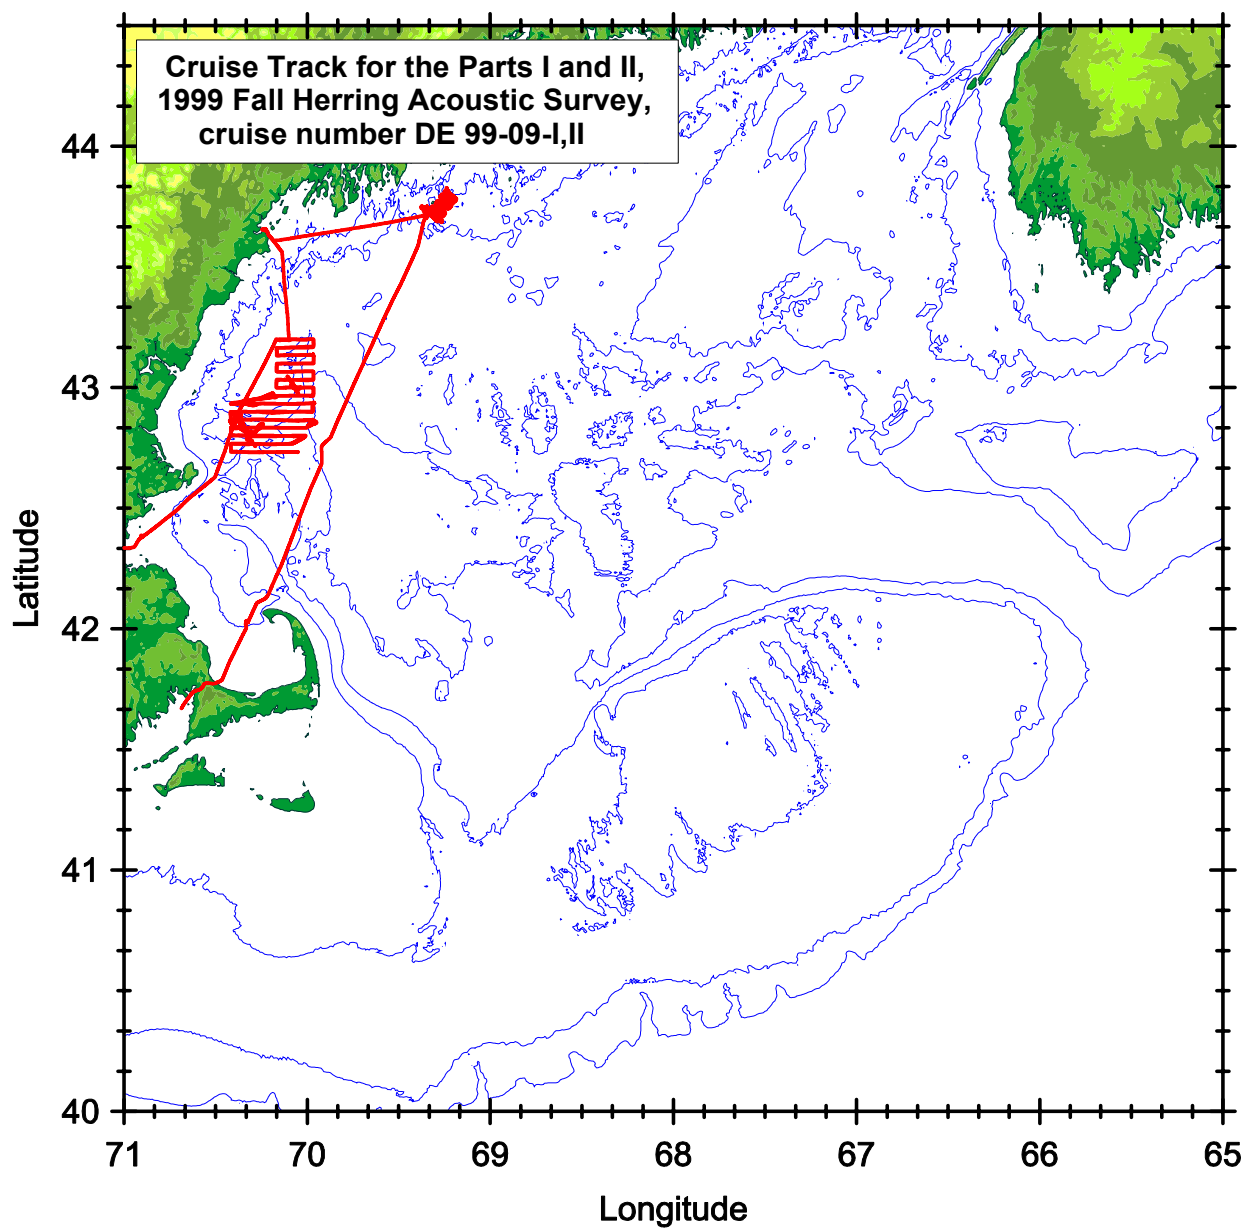 Cruise Track for the Parts I and II,
1999 Fall Herring Acoustic Survey,
cruise number DE 99-09-I,II
44
43
42
41
40
Latitude
71 70 69 68 67 66 65
Longitude